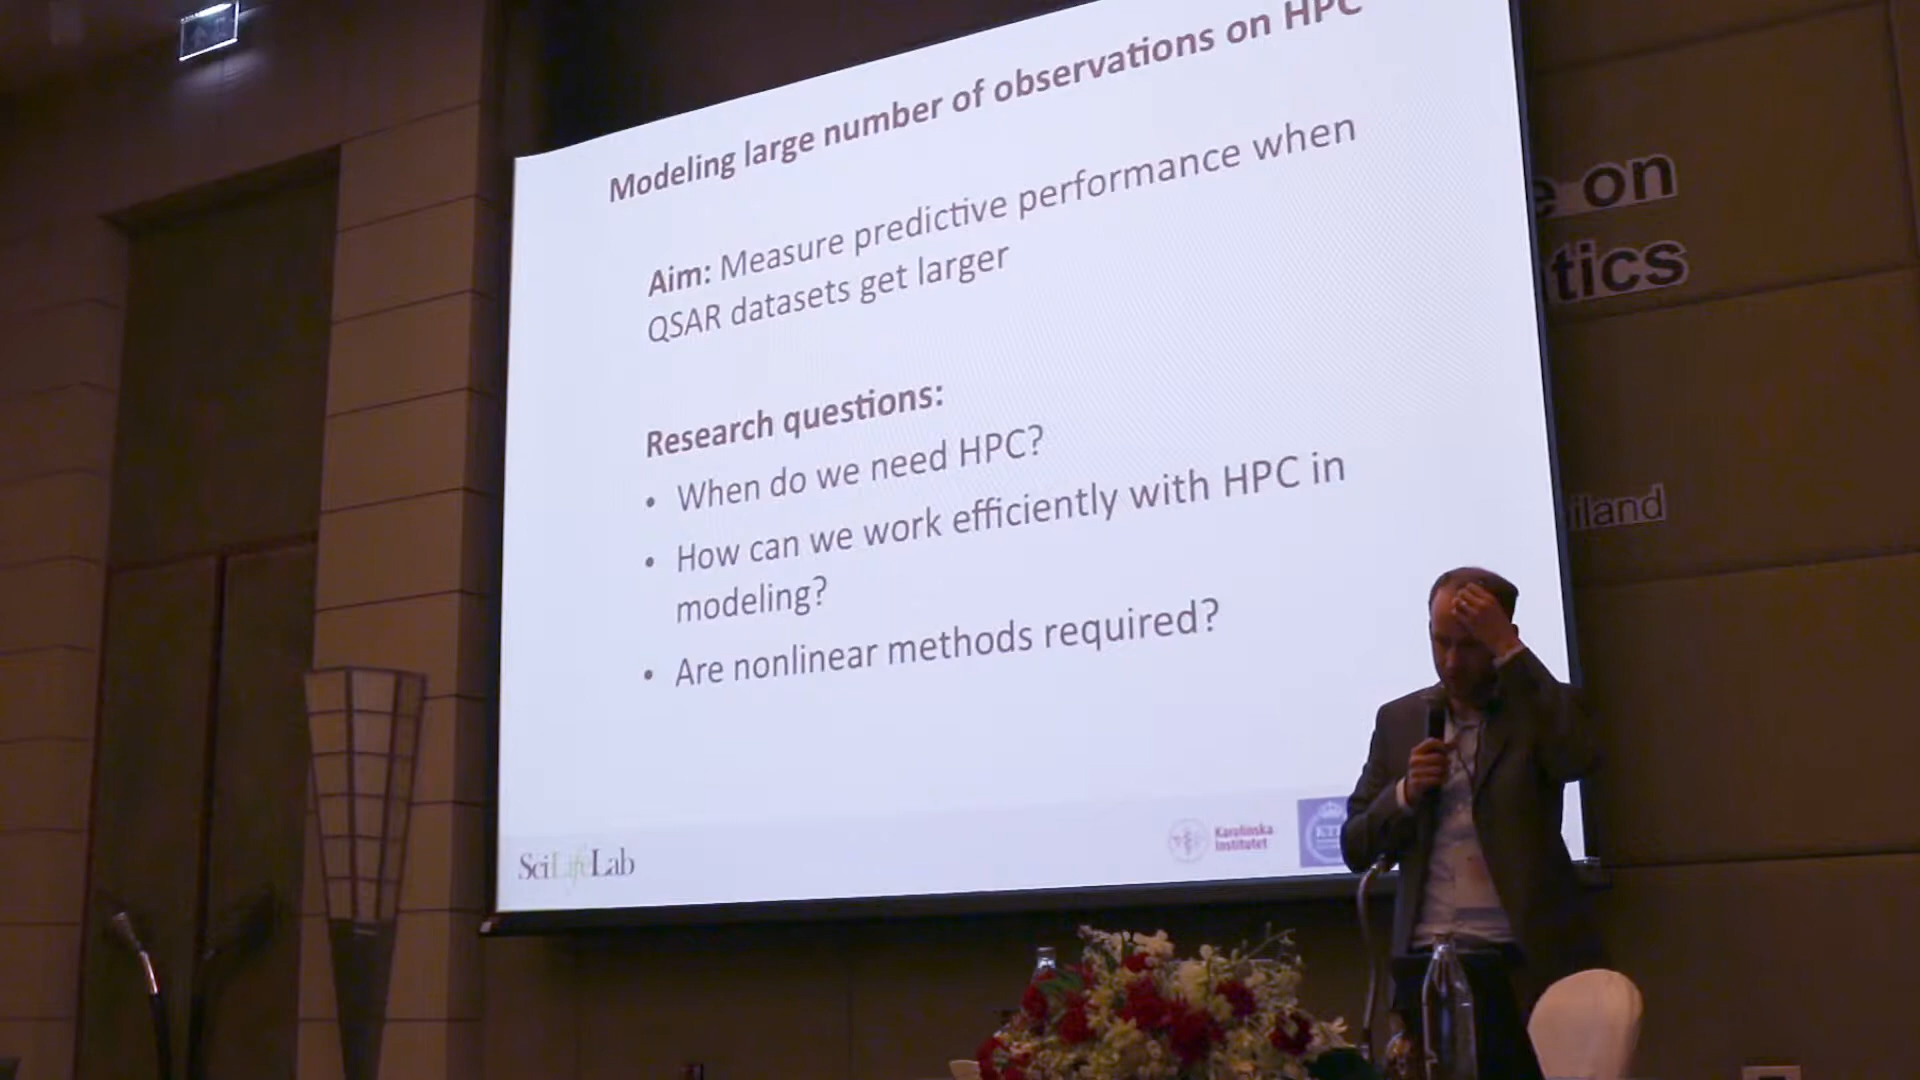 Modeling large number of observations on HPC
Aim: Measure predictive performance when
QSAR datasets get larger
Research questions:
• When do we need HPC?
• How can we work efficiently with HPC in
modeling?
• Are nonlinear methods required?
SciLifeLab
Karolinska
Institutet
KTH
on